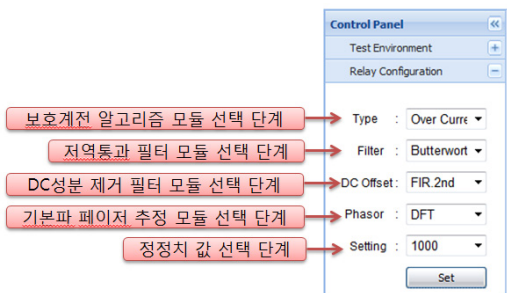 Control Panel
Test Environment
Relay Configuration
보호계전 알고리즘 모듈 선택 단계
Type : Over Curre
저역통과 필터 모듈 선택 단계
Filter : Butterwort
DC성분 제거 필터 모듈 선택 단계
DC Offset : FIR.2nd
기본파 페이저 추정 모듈 선택 단계
Phasor : DFT
정정치 값 선택 단계
Setting : 1000
Set